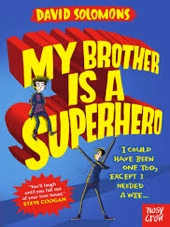 DAVID SOLOMONS
MY BROTHER
IS A
SUPERHERO
I COULD
HAVE BEEN
ONE TOO,
EXCEPT I
NEEDED
A WEE...
"You'll laugh
until you fall out
of your tree house."
STEVE COOGAN
nosy
crow